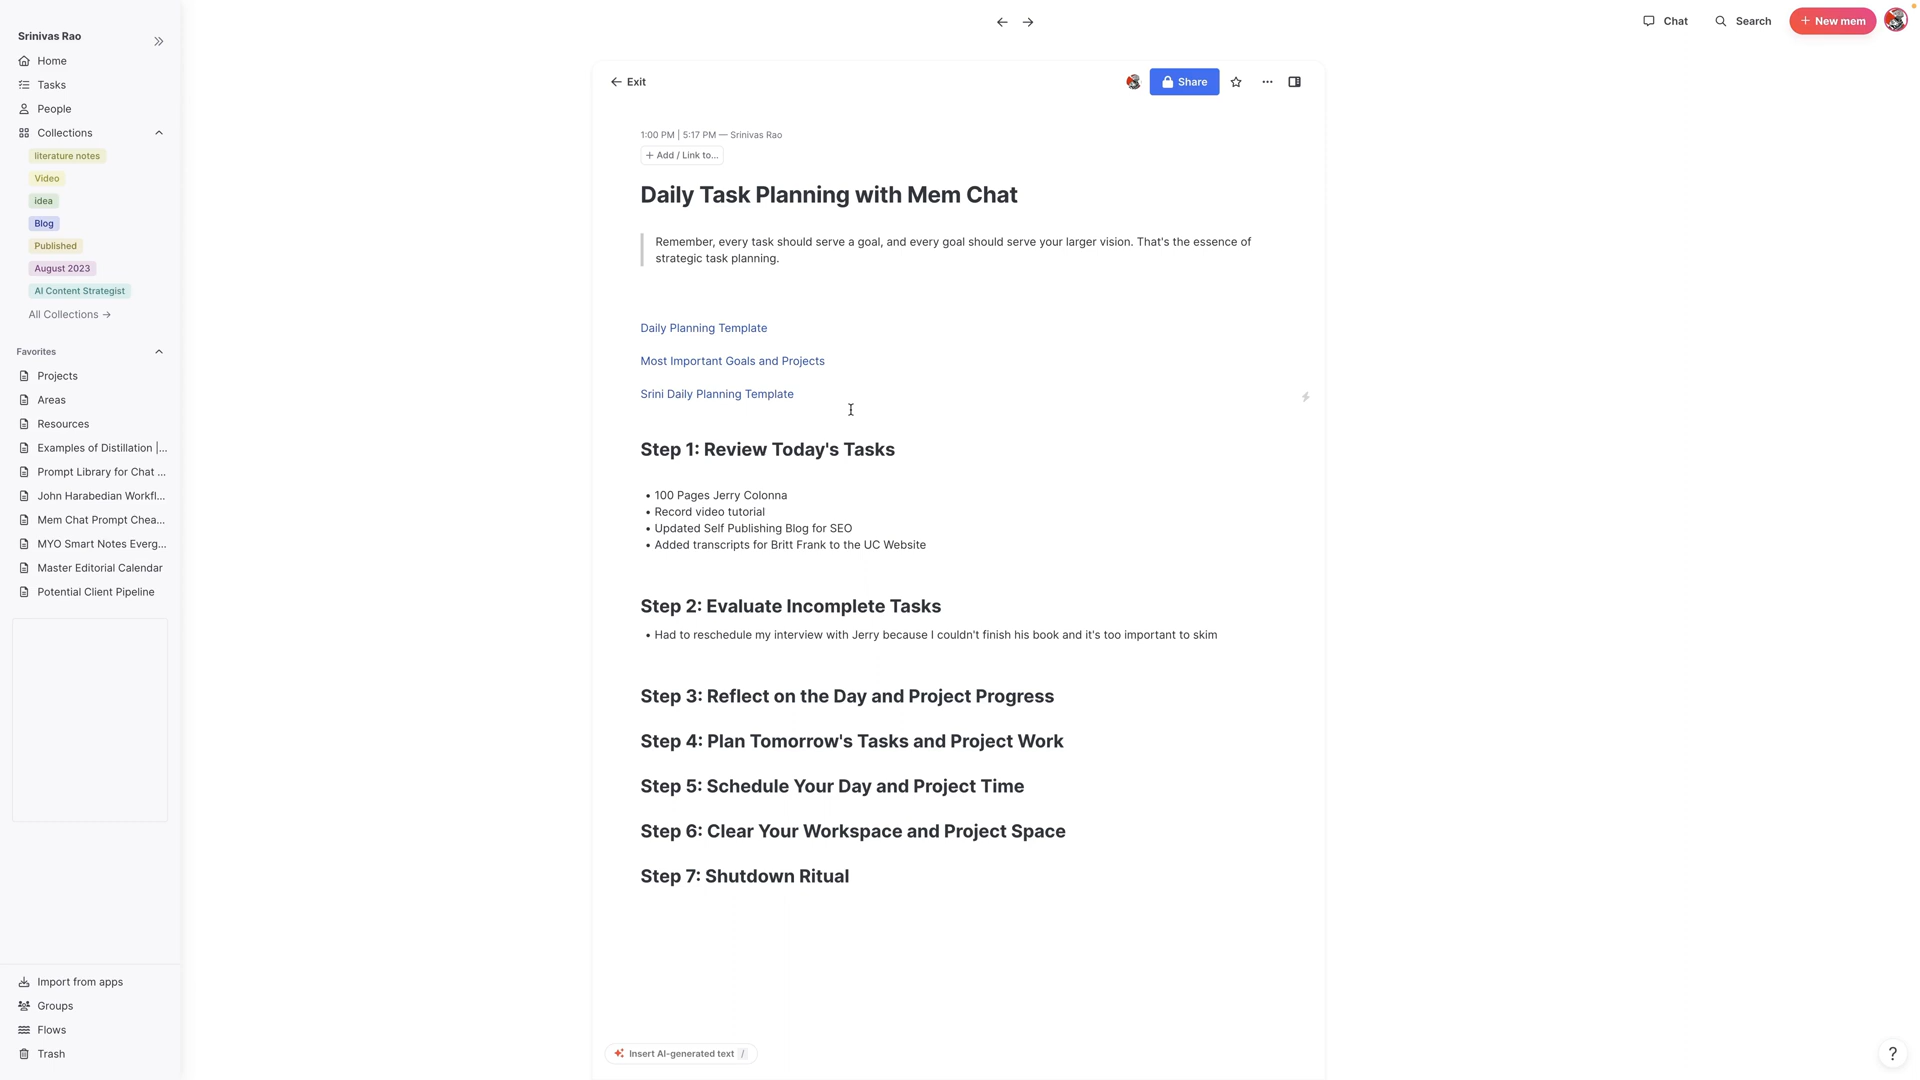 Srinivas Rao
Home
Tasks
People
Collections
literature notes
Video
idea
Blog
Published
August 2023
AI Content Strategist
All Collections →
Favorites
Projects
Areas
Resources
Examples of Distillation |...
Prompt Library for Chat ...
John Harabedian Workfl...
Mem Chat Prompt Chea...
MYO Smart Notes Everg...
Master Editorial Calendar
Potential Client Pipeline
Import from apps
Groups
Flows
Trash
Chat
Search
+ New mem
← Exit
Share
1:00 PM | 5:17 PM — Srinivas Rao
+ Add / Link to...
Daily Task Planning with Mem Chat
Remember, every task should serve a goal, and every goal should serve your larger vision. That's the essence of
strategic task planning.
Daily Planning Template
Most Important Goals and Projects
Srini Daily Planning Template
Step 1: Review Today's Tasks
• 100 Pages Jerry Colonna
• Record video tutorial
• Updated Self Publishing Blog for SEO
• Added transcripts for Britt Frank to the UC Website
Step 2: Evaluate Incomplete Tasks
• Had to reschedule my interview with Jerry because I couldn't finish his book and it's too important to skim
Step 3: Reflect on the Day and Project Progress
Step 4: Plan Tomorrow's Tasks and Project Work
Step 5: Schedule Your Day and Project Time
Step 6: Clear Your Workspace and Project Space
Step 7: Shutdown Ritual
Insert AI-generated text /
?